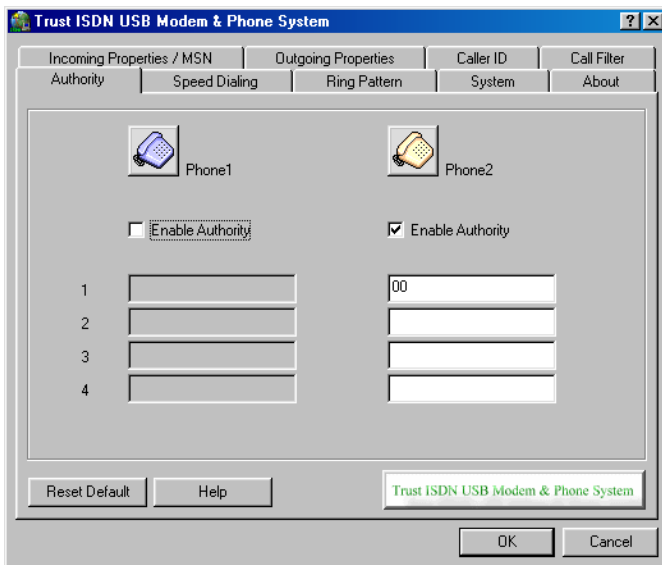 Trust ISDN USB Modem & Phone System
Incoming Properties / MSN Outgoing Properties Caller ID Call Filter
Authority Speed Dialing Ring Pattern System About
Phone1 Phone2
Enable Authority Enable Authority
1 00
2
3
4
Reset Default Help Trust ISDN USB Modem & Phone System
OK Cancel